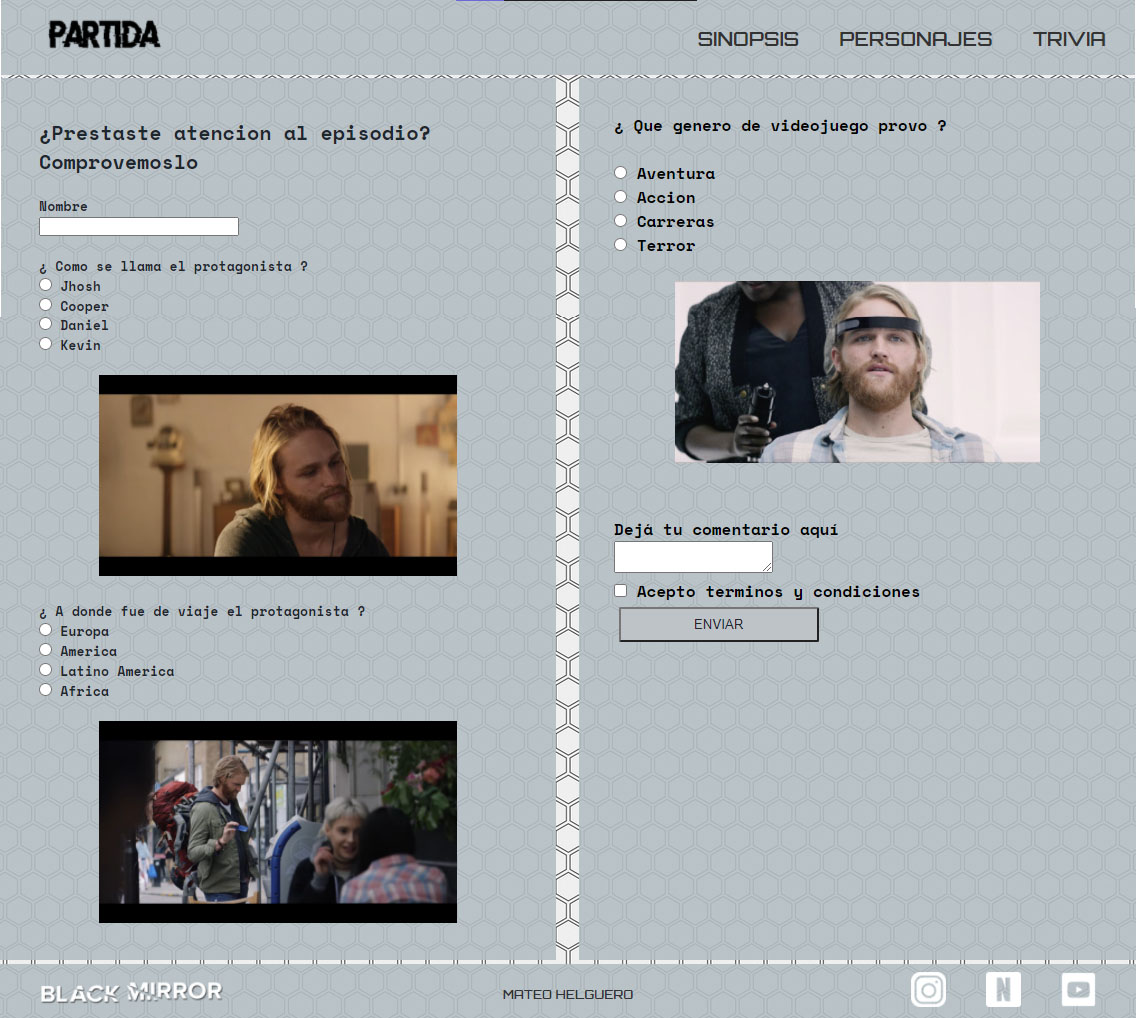 PARTIDA
SINOPSIS PERSONAJES TRIVIA
¿Prestaste atencion al episodio?
Comprovemoslo
Nombre
¿ Como se llama el protagonista ?
Jhosh
Cooper
Daniel
Kevin
¿ A donde fue de viaje el protagonista ?
Europa
America
Latino America
Africa
¿ Que genero de videojuego provo ?
Aventura
Accion
Carreras
Terror
Dejá tu comentario aquí
Acepto terminos y condiciones
ENVIAR
BLACK MIRROR
MATEO HELGUERO
N